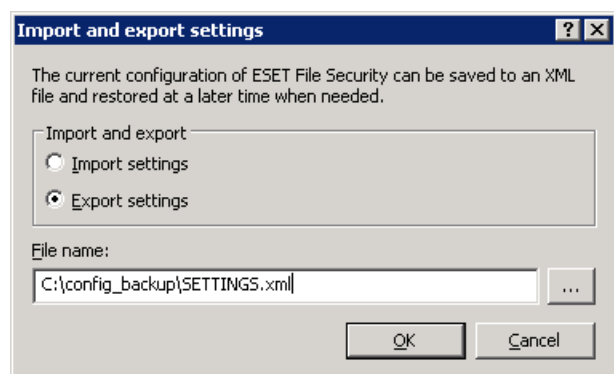 Import and export settings
The current configuration of ESET File Security can be saved to an XML
file and restored at a later time when needed.
Import and export
Import settings
Export settings
File name:
C:\config_backup\SETTINGS.xml
...
OK
Cancel